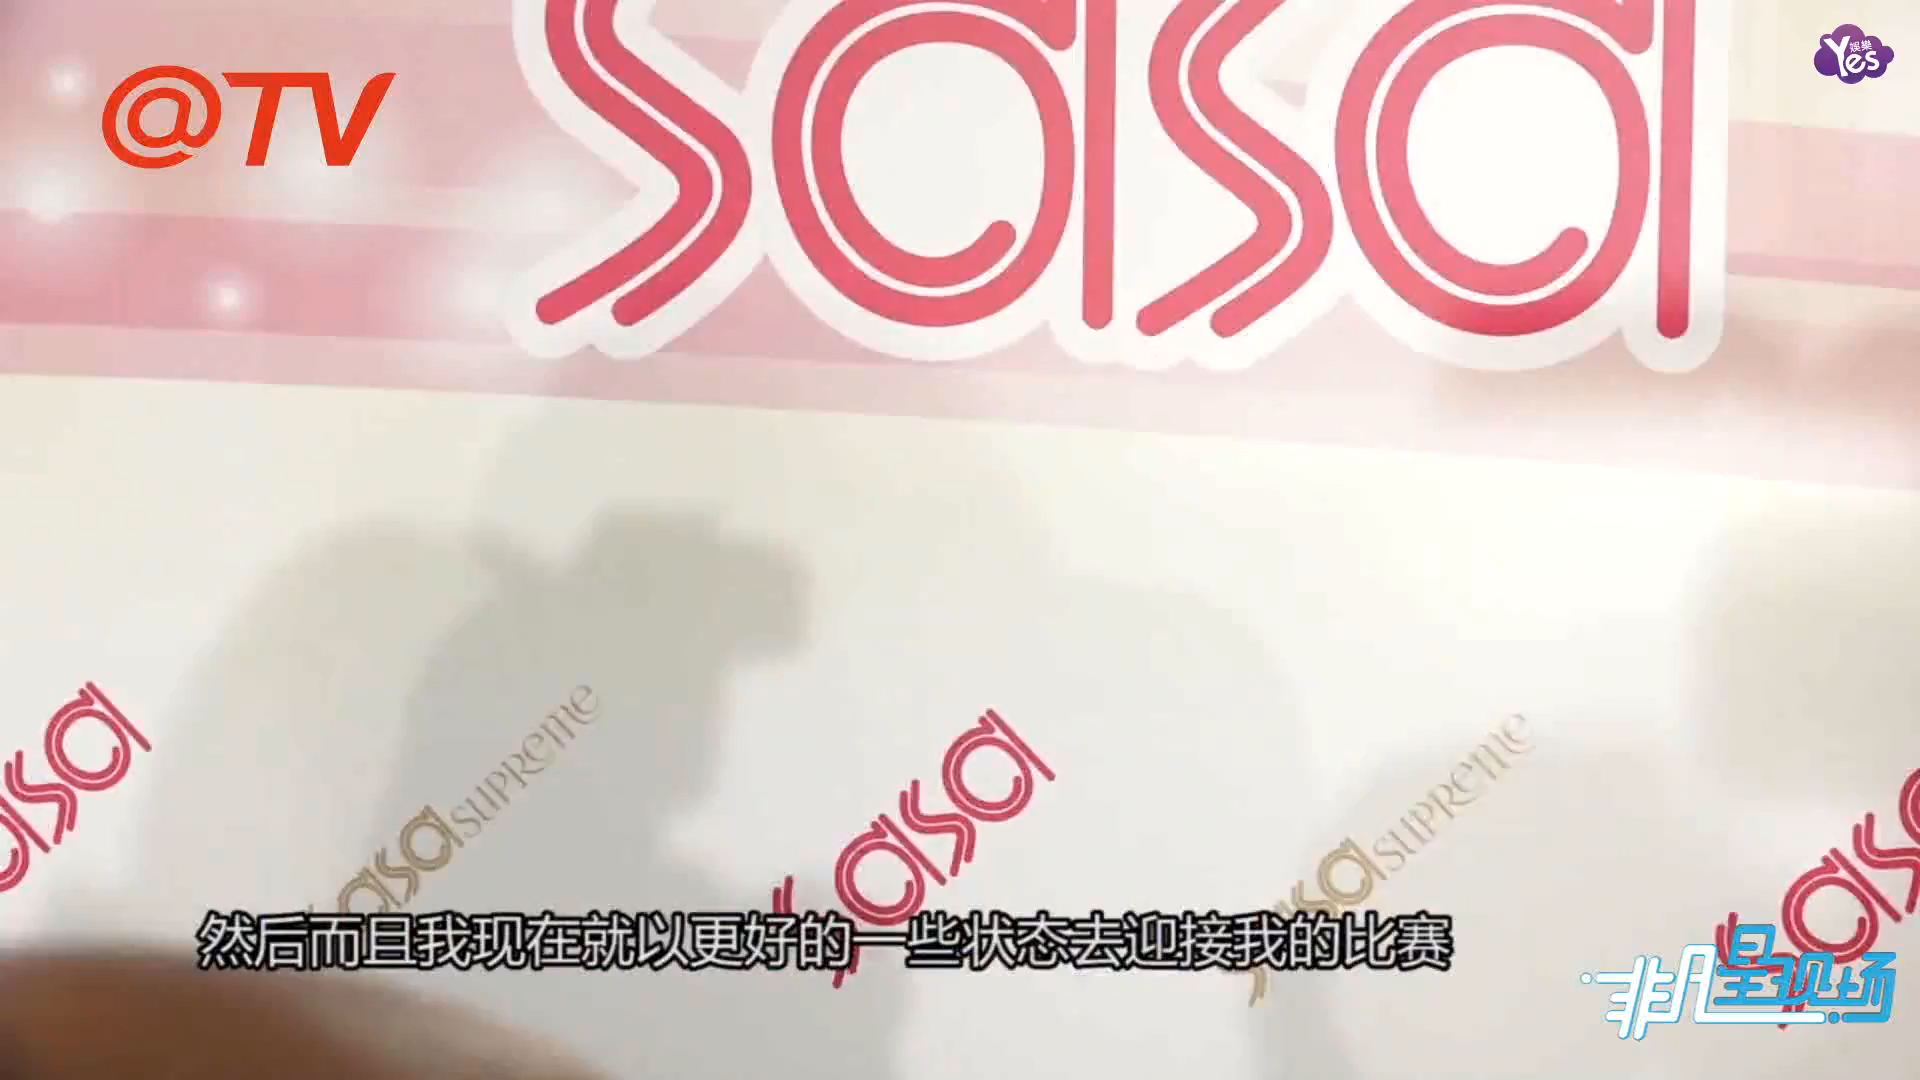 sasa
@TV
Yes
娛樂
sasa
sasa SUPREME
sasa
sasa SUPREME
sasa
然后而且我现在就以更好的一些状态去迎接我的比赛
非凡星现场